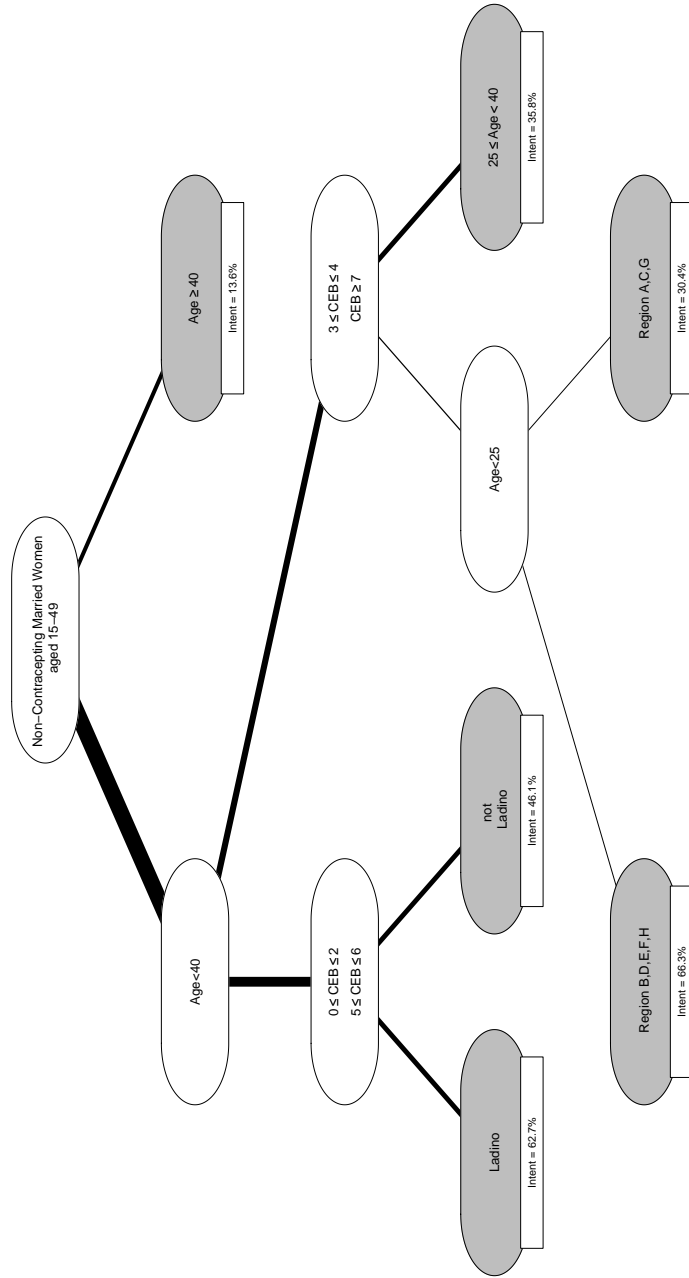 Non−Contracepting Married Women
aged 15−49
Age<40
Age ≥ 40
Intent = 13.6%
0 ≤ CEB ≤ 2
5 ≤ CEB ≤ 6
3 ≤ CEB ≤ 4
CEB ≥ 7
Ladino
Intent = 62.7%
not
Ladino
Intent = 46.1%
Age<25
25 ≤ Age < 40
Intent = 35.8%
Region B,D,E,F,H
Intent = 66.3%
Region A,C,G
Intent = 30.4%